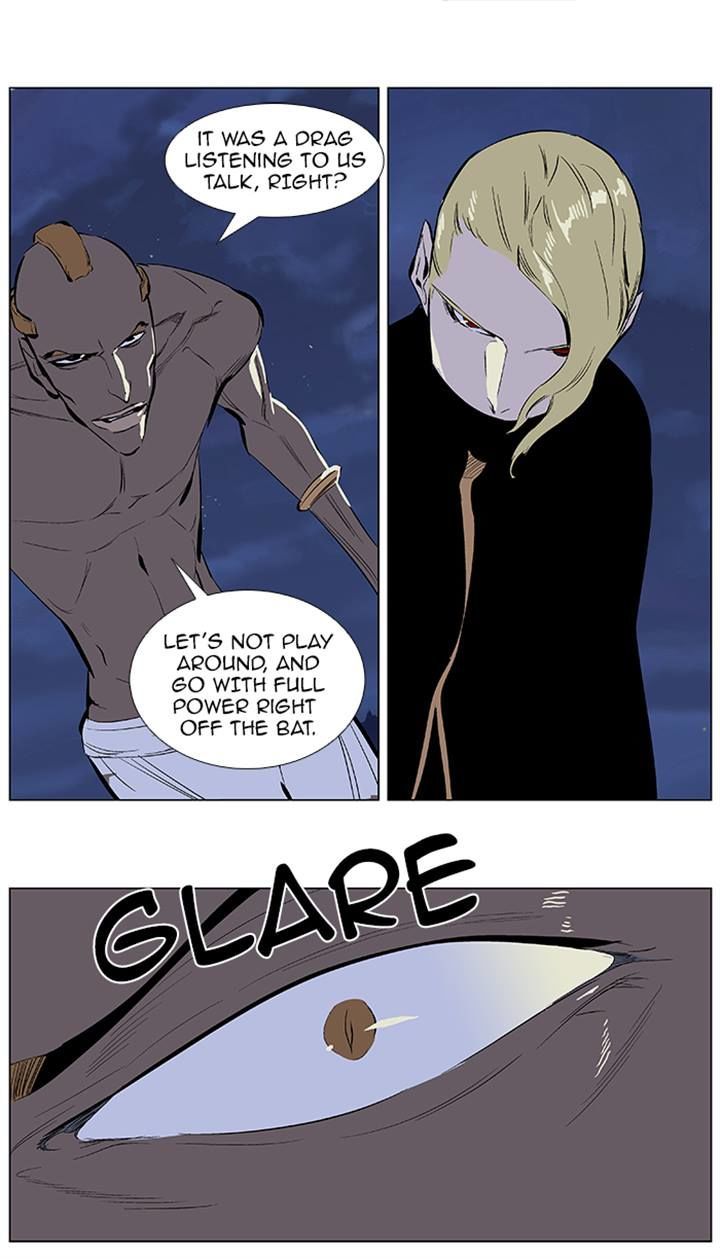 IT WAS A DRAG
LISTENING TO US
TALK, RIGHT?
LET'S NOT PLAY
AROUND, AND
GO WITH FULL
POWER RIGHT
OFF THE BAT.
GLARE